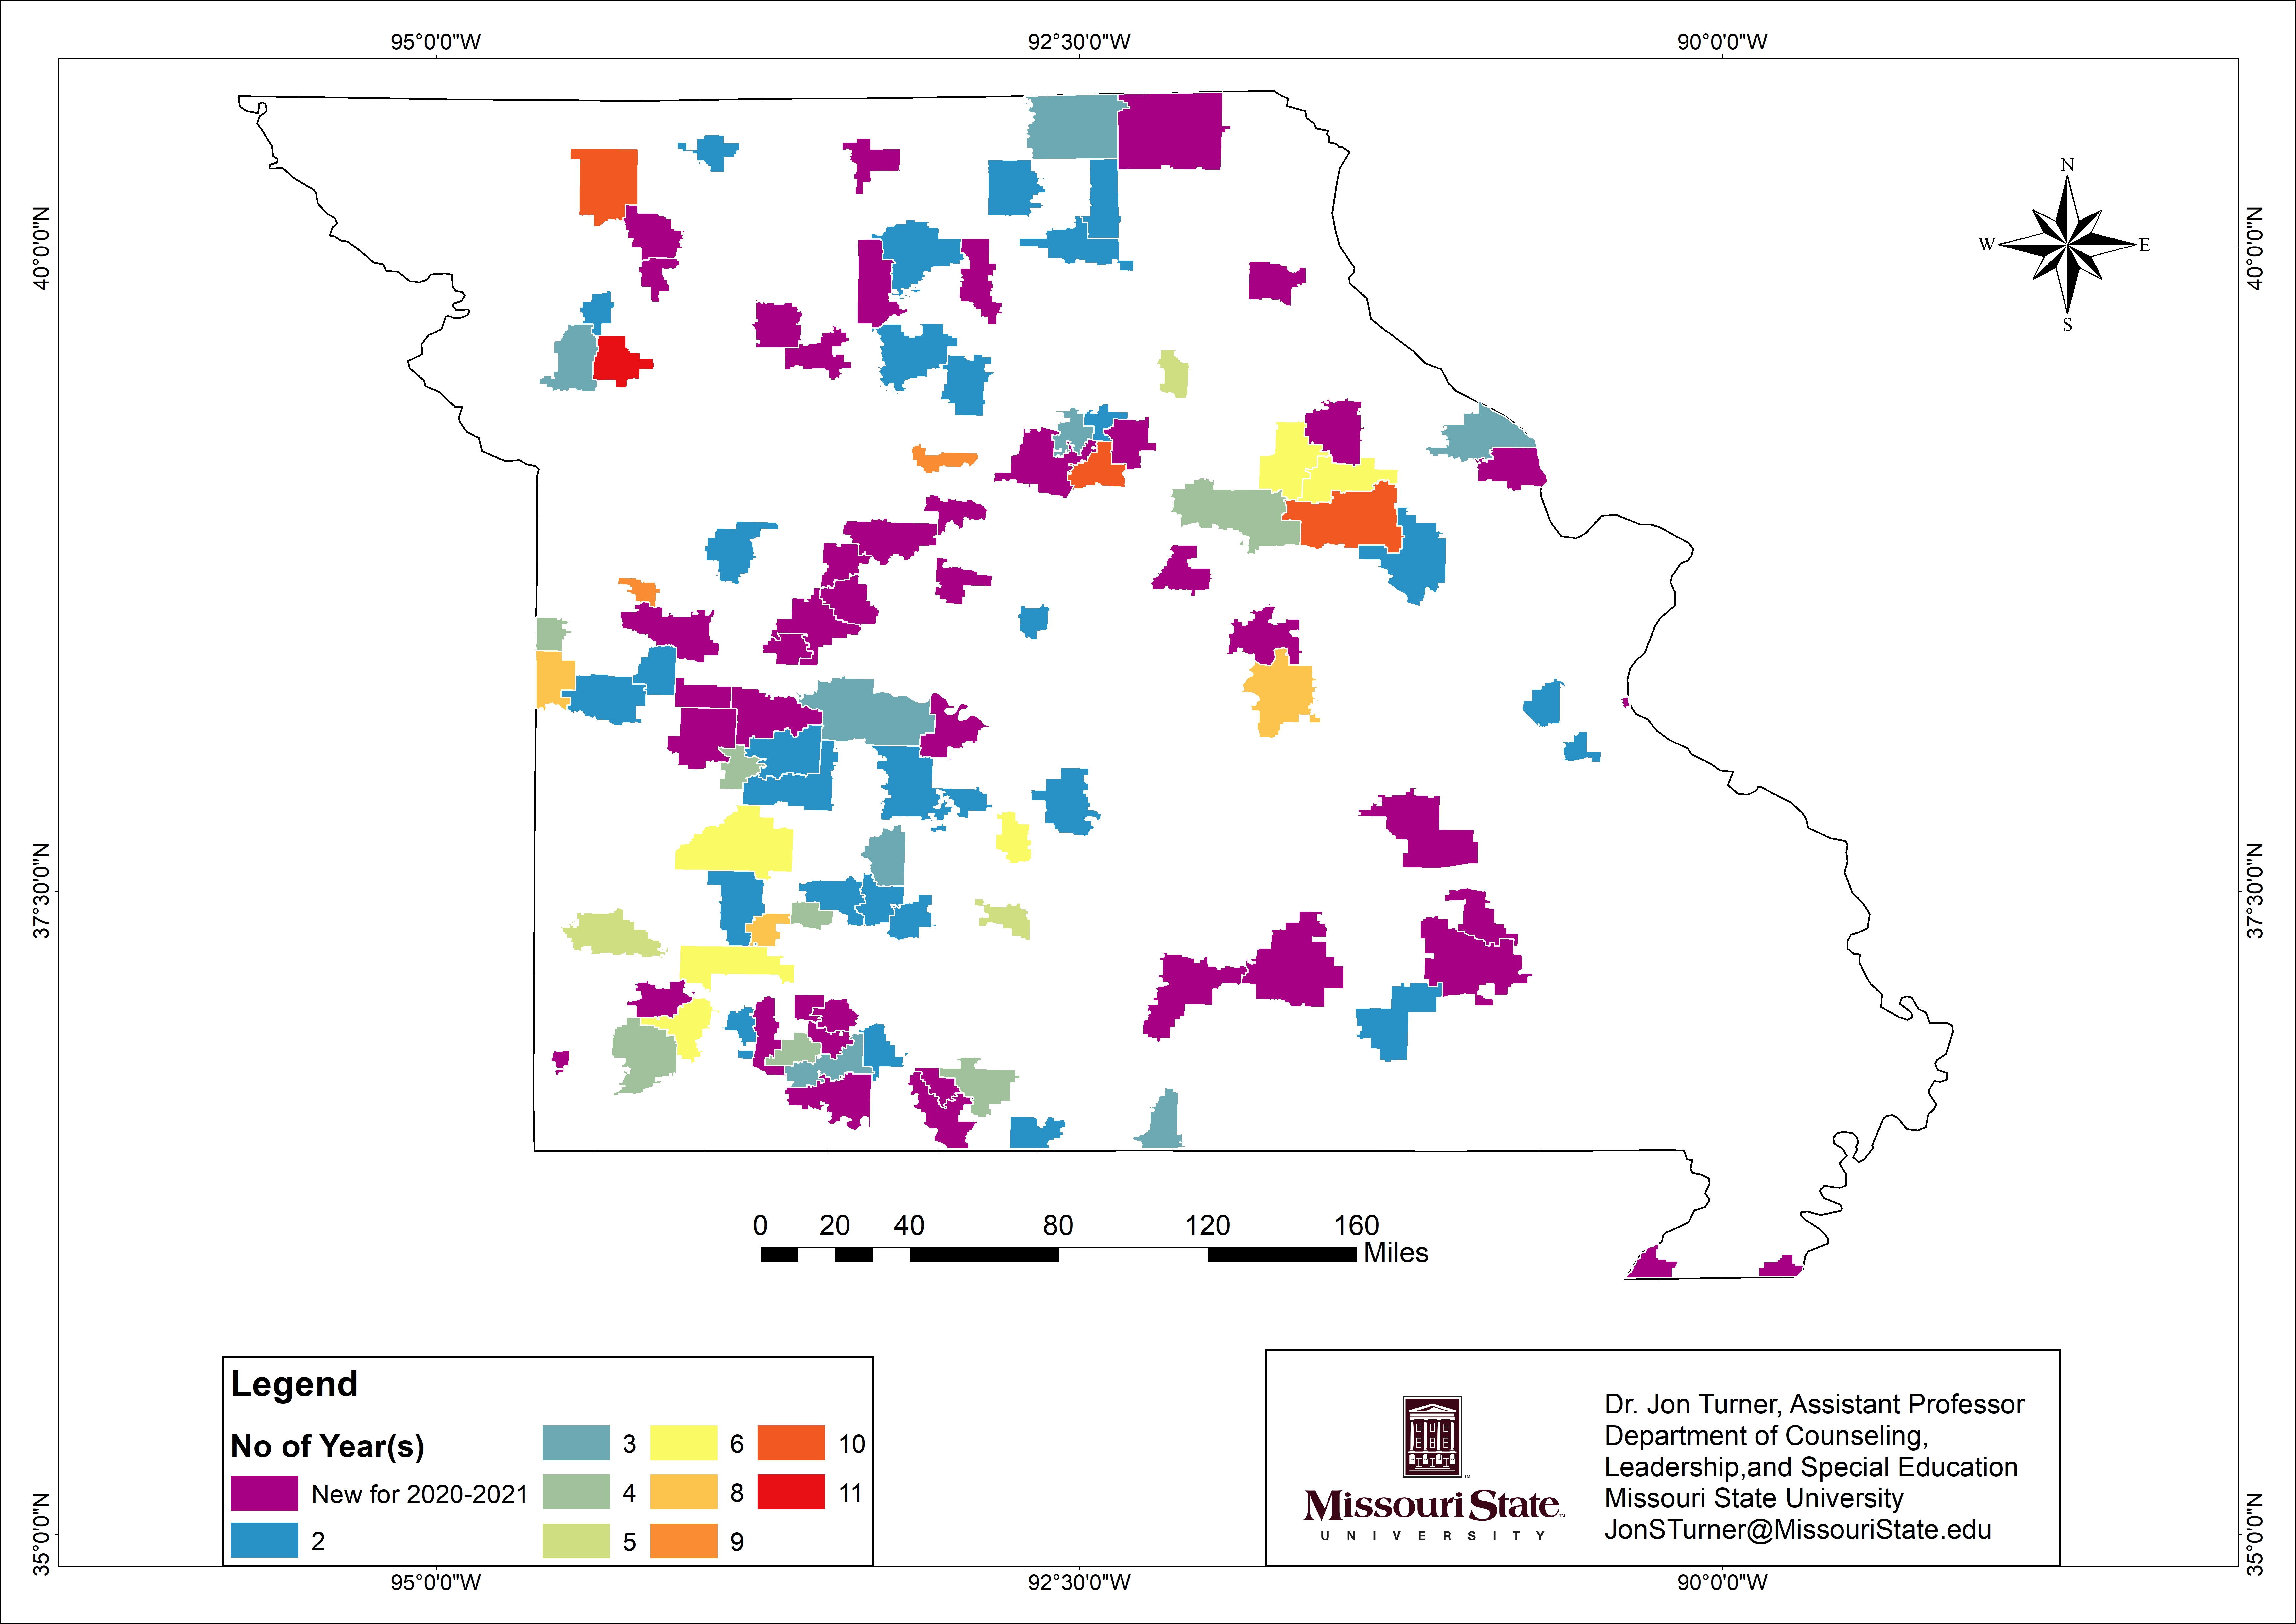 95°0'0"W 92°30'0"W 90°0'0"W
40°0'0"N 40°0'0"N
N
W E
S
37°30'0"N 37°30'0"N
0 20 40 80 120 160
Miles
Legend
No of Year(s)
New for 2020-2021
2
3
4
5
6
8
9
10
11
Missouri State™
UNIVERSITY
Dr. Jon Turner, Assistant Professor
Department of Counseling,
Leadership,and Special Education
Missouri State University
JonSTurner@MissouriState.edu
35°0'0"N 35°0'0"N
95°0'0"W 92°30'0"W 90°0'0"W